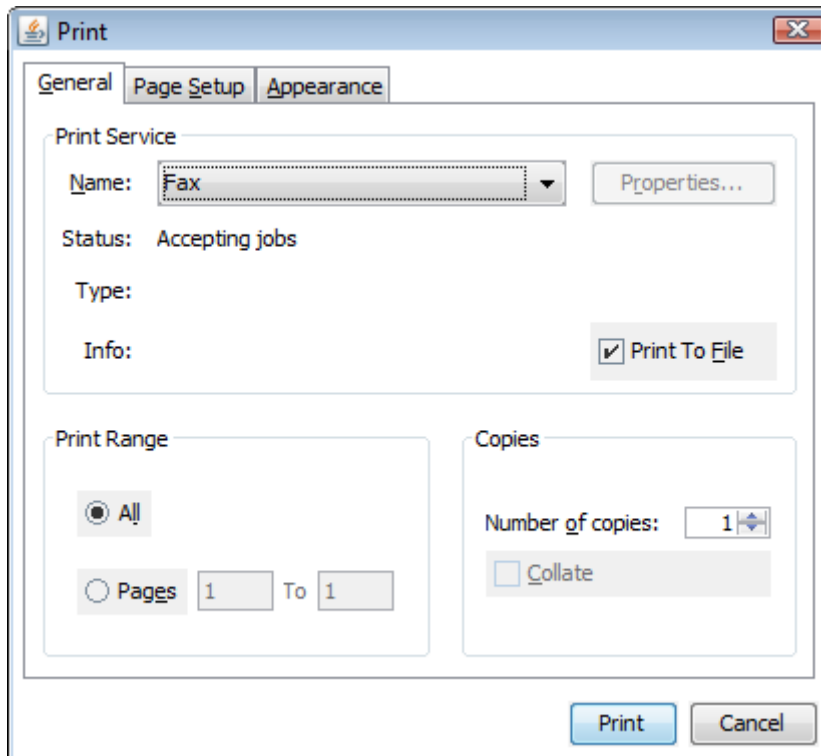 Print
General Page Setup Appearance
Print Service
Name: Fax Properties...
Status: Accepting jobs
Type:
Info: Print To File
Print Range Copies
All Number of copies: 1
Pages 1 To 1 Collate
Print Cancel